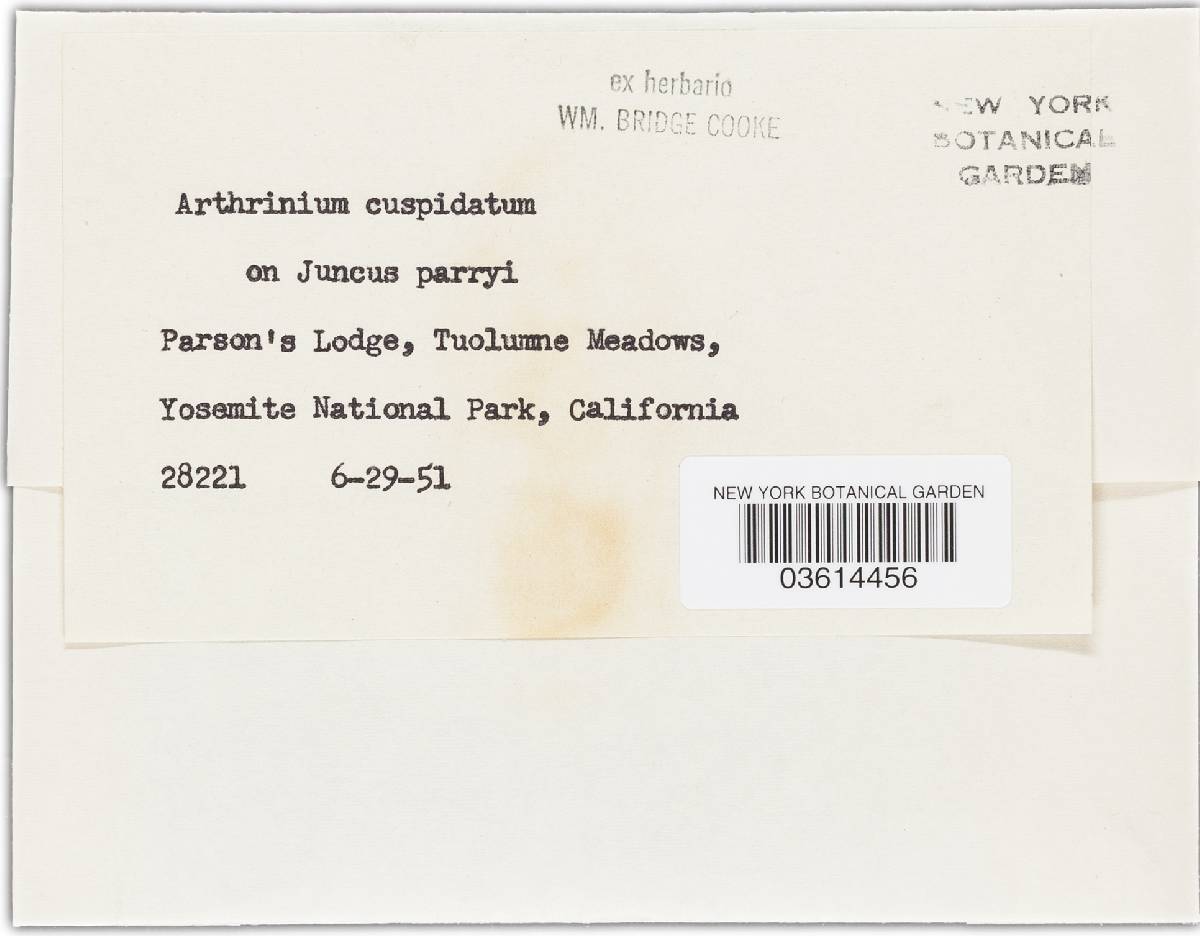 ex herbario
WM. BRIDGE COOKE
NEW YORK
BOTANICAL
GARDEN
Arthrinium cuspidatum
on Juncus parryi
Parson's Lodge, Tuolumne Meadows,
Yosemite National Park, California
28221 6-29-51
NEW YORK BOTANICAL GARDEN
03614456